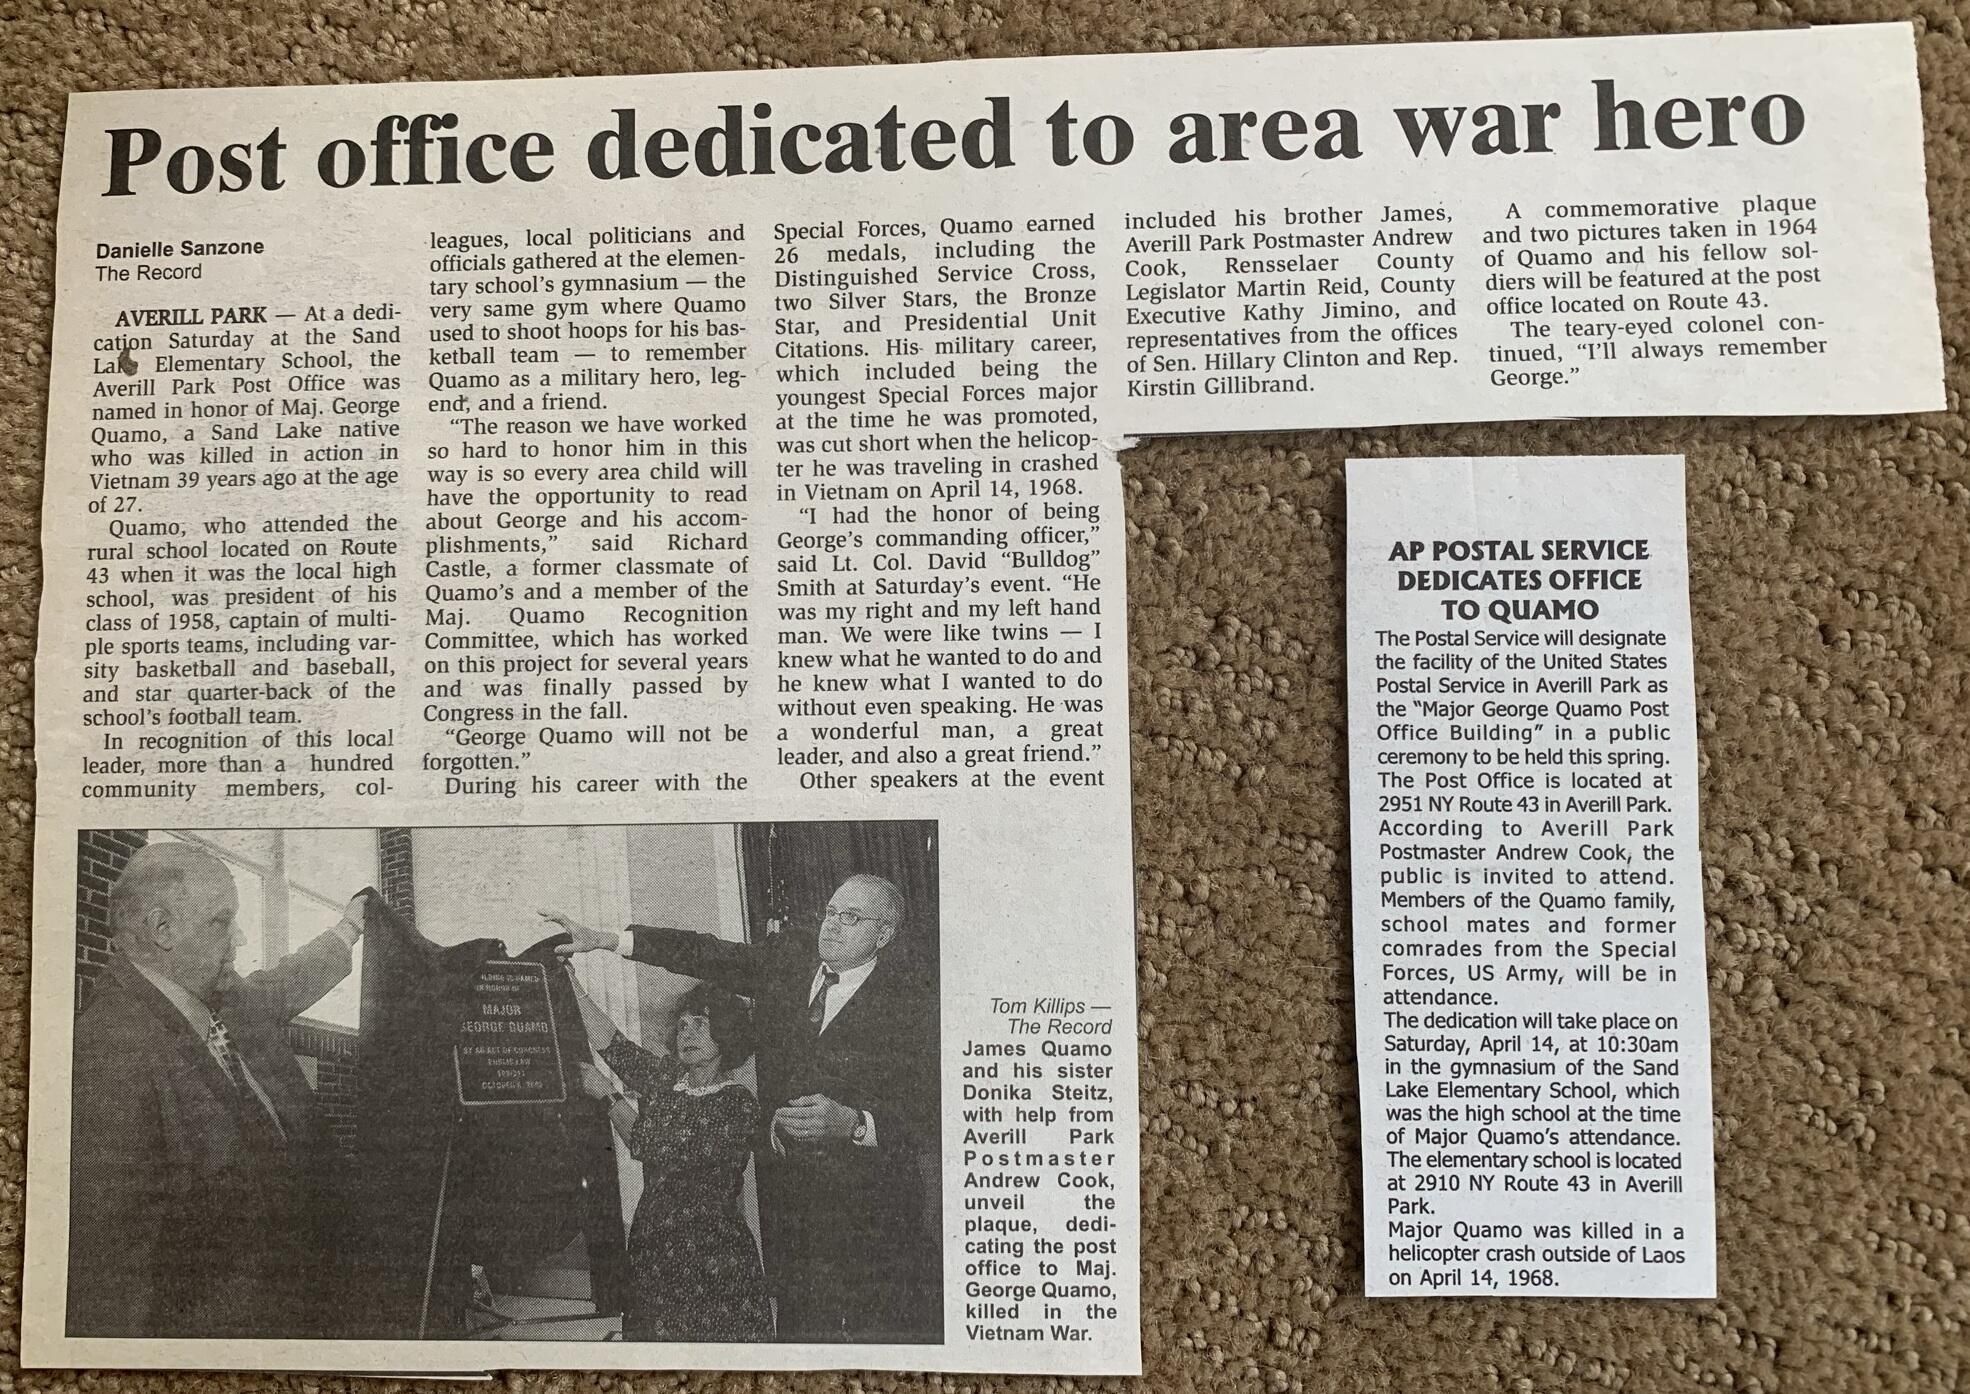 Post office dedicated to area war hero
Danielle Sanzone
The Record
AVERILL PARK — At a dedi-
cation Saturday at the Sand
Lake Elementary School, the
Averill Park Post Office was
named in honor of Maj. George
Quamo, a Sand Lake native
who was killed in action in
Vietnam 39 years ago at the age
of 27.
Quamo, who attended the
rural school located on Route
43 when it was the local high
school, was president of his
class of 1958, captain of multi-
ple sports teams, including var-
sity basketball and baseball,
and star quarter-back of the
school's football team.
In recognition of this local
leader, more than a hundred
community members, col-
leagues, local politicians and
officials gathered at the elemen-
tary school's gymnasium — the
very same gym where Quamo
used to shoot hoops for his bas-
ketball team — to remember
Quamo as a military hero, leg-
end, and a friend.
“The reason we have worked
so hard to honor him in this
way is so every area child will
have the opportunity to read
about George and his accom-
plishments,” said Richard
Castle, a former classmate of
Quamo's and a member of the
Maj. Quamo Recognition
Committee, which has worked
on this project for several years
and was finally passed by
Congress in the fall.
“George Quamo will not be
forgotten.”
During his career with the
Special Forces, Quamo earned
26 medals, including the
Distinguished Service Cross,
two Silver Stars, the Bronze
Star, and Presidential Unit
Citations. His military career,
which included being the
youngest Special Forces major
at the time he was promoted,
was cut short when the helicop-
ter he was traveling in crashed
in Vietnam on April 14, 1968.
“I had the honor of being
George's commanding officer,”
said Lt. Col. David “Bulldog”
Smith at Saturday's event. “He
was my right and my left hand
man. We were like twins — I
knew what he wanted to do and
he knew what I wanted to do
without even speaking. He was
a wonderful man, a great
leader, and also a great friend.”
Other speakers at the event
included his brother James,
Averill Park Postmaster Andrew
Cook, Rensselaer County
Legislator Martin Reid, County
Executive Kathy Jimino, and
representatives from the offices
of Sen. Hillary Clinton and Rep.
Kirstin Gillibrand.
A commemorative plaque
and two pictures taken in 1964
of Quamo and his fellow sol-
diers will be featured at the post
office located on Route 43.
The teary-eyed colonel con-
tinued, “I'll always remember
George.”
IN HONOR OF
MAJOR
GEORGE QUAMO
BY AN ACT OF CONGRESS
Tom Killips —
The Record
James Quamo
and his sister
Donika Steitz,
with help from
Averill Park
Postmaster
Andrew Cook,
unveil the
plaque, dedi-
cating the post
office to Maj.
George Quamo,
killed in the
Vietnam War.
AP POSTAL SERVICE
DEDICATES OFFICE
TO QUAMO
The Postal Service will designate
the facility of the United States
Postal Service in Averill Park as
the “Major George Quamo Post
Office Building” in a public
ceremony to be held this spring.
The Post Office is located at
2951 NY Route 43 in Averill Park.
According to Averill Park
Postmaster Andrew Cook, the
public is invited to attend.
Members of the Quamo family,
school mates and former
comrades from the Special
Forces, US Army, will be in
attendance.
The dedication will take place on
Saturday, April 14, at 10:30am
in the gymnasium of the Sand
Lake Elementary School, which
was the high school at the time
of Major Quamo's attendance.
The elementary school is located
at 2910 NY Route 43 in Averill
Park.
Major Quamo was killed in a
helicopter crash outside of Laos
on April 14, 1968.